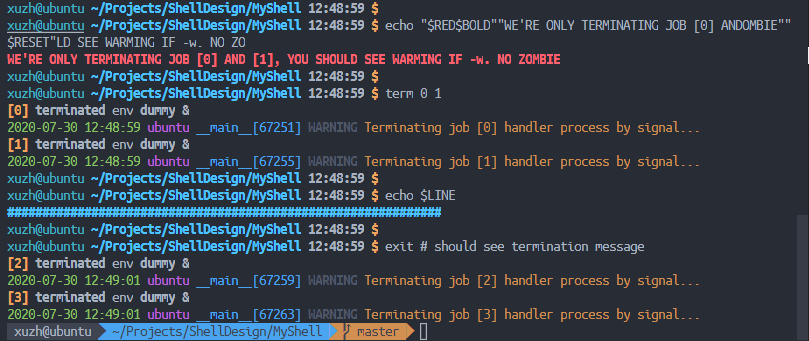 xuzh@ubuntu ~/Projects/ShellDesign/MyShell 12:48:59 $
xuzh@ubuntu ~/Projects/ShellDesign/MyShell 12:48:59 $ echo "$RED$BOLD""WE'RE ONLY TERMINATING JOB [0] ANDOMBIE""
$RESET"LD SEE WARMING IF -w. NO ZO
WE'RE ONLY TERMINATING JOB [0] AND [1], YOU SHOULD SEE WARMING IF -w. NO ZOMBIE
xuzh@ubuntu ~/Projects/ShellDesign/MyShell 12:48:59 $
xuzh@ubuntu ~/Projects/ShellDesign/MyShell 12:48:59 $ term 0 1
[0] terminated env dummy &
2020-07-30 12:48:59 ubuntu __main__[67251] WARNING Terminating job [0] handler process by signal...
[1] terminated env dummy &
2020-07-30 12:48:59 ubuntu __main__[67255] WARNING Terminating job [1] handler process by signal...
xuzh@ubuntu ~/Projects/ShellDesign/MyShell 12:48:59 $
xuzh@ubuntu ~/Projects/ShellDesign/MyShell 12:48:59 $ echo $LINE
##############################################################
xuzh@ubuntu ~/Projects/ShellDesign/MyShell 12:48:59 $
xuzh@ubuntu ~/Projects/ShellDesign/MyShell 12:48:59 $ exit # should see termination message
[2] terminated env dummy &
2020-07-30 12:49:01 ubuntu __main__[67259] WARNING Terminating job [2] handler process by signal...
[3] terminated env dummy &
2020-07-30 12:49:01 ubuntu __main__[67263] WARNING Terminating job [3] handler process by signal...
xuzh@ubuntu ~/Projects/ShellDesign/MyShell master